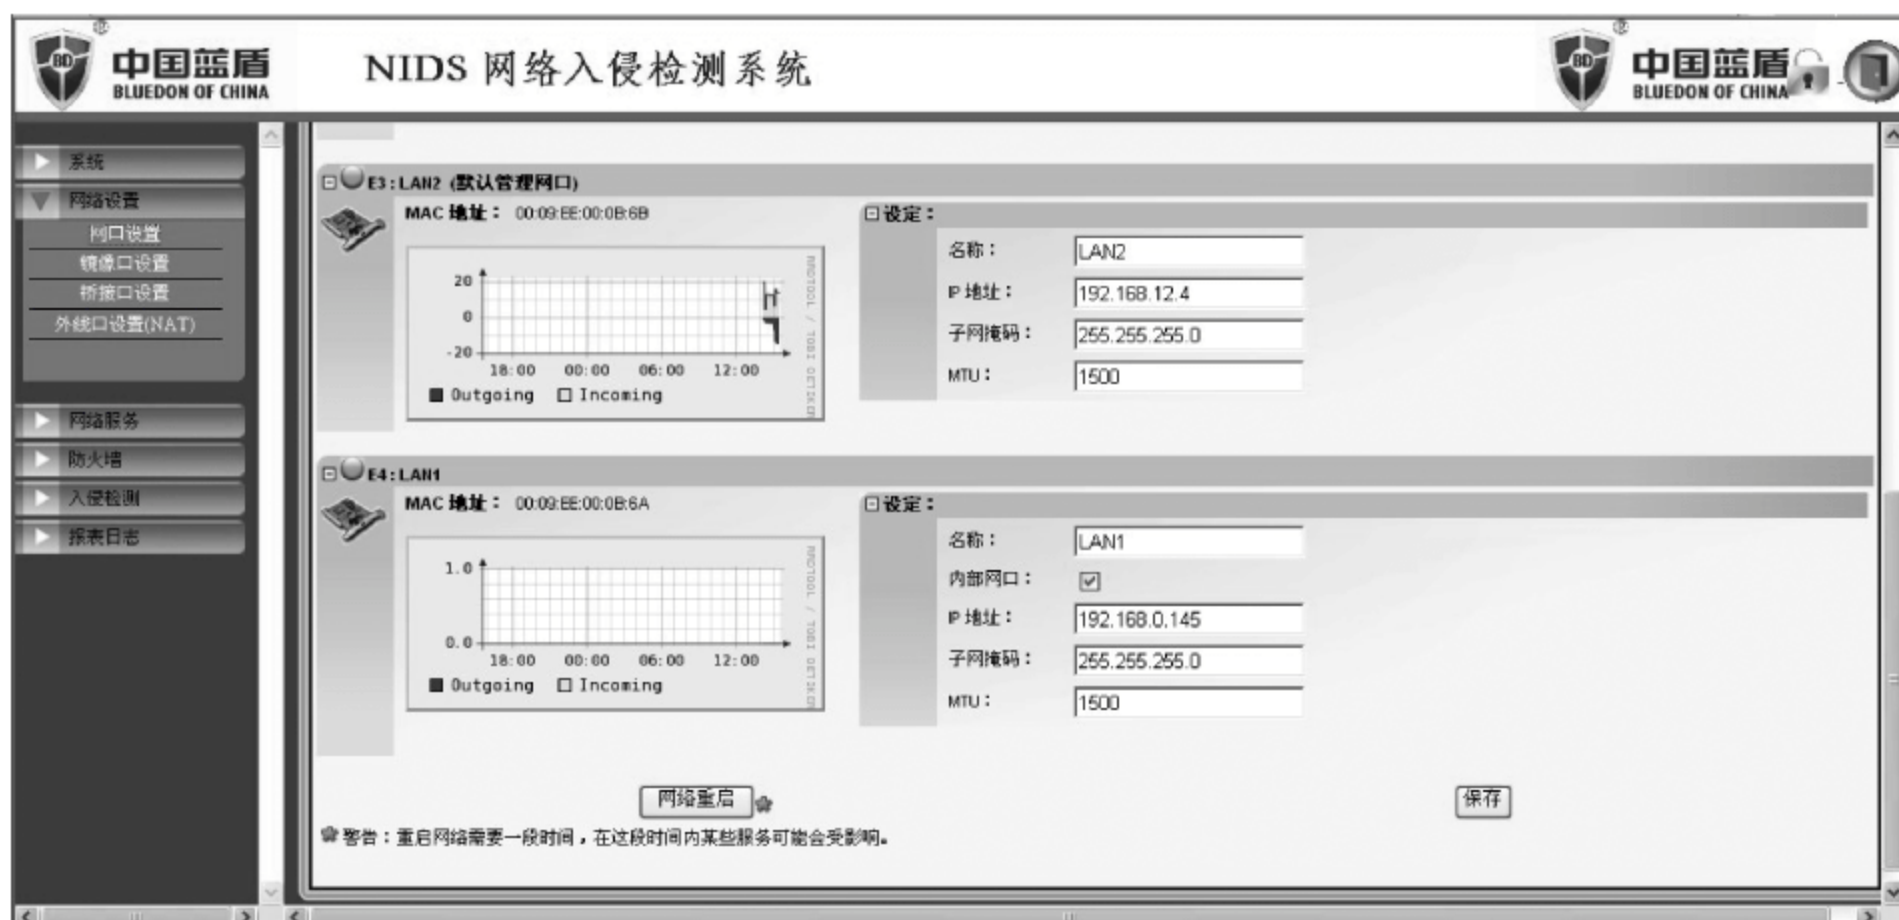 中国蓝盾
BLUEDON OF CHINA
NIDS 网络入侵检测系统
中国蓝盾
BLUEDON OF CHINA
系统
网络设置
网口设置
镜像口设置
桥接口设置
外线口设置(NAT)
网络服务
防火墙
入侵检测
报表日志
E3:LAN2 (默认管理网口)
MAC 地址： 00:09:EE:00:0B:6B
20
0
-20
18:00 00:00 06:00 12:00
Outgoing Incoming
RRDTOOL / TOBI OETIKER
设定：
名称： LAN2
IP 地址： 192.168.12.4
子网掩码： 255.255.255.0
MTU： 1500
E4:LAN1
MAC 地址： 00:09:EE:00:0B:6A
1.0
0.0
18:00 00:00 06:00 12:00
Outgoing Incoming
RRDTOOL / TOBI OETIKER
设定：
名称： LAN1
内部网口：
IP 地址： 192.168.0.145
子网掩码： 255.255.255.0
MTU： 1500
网络重启
保存
警告：重启网络需要一段时间，在这段时间内某些服务可能会受影响。